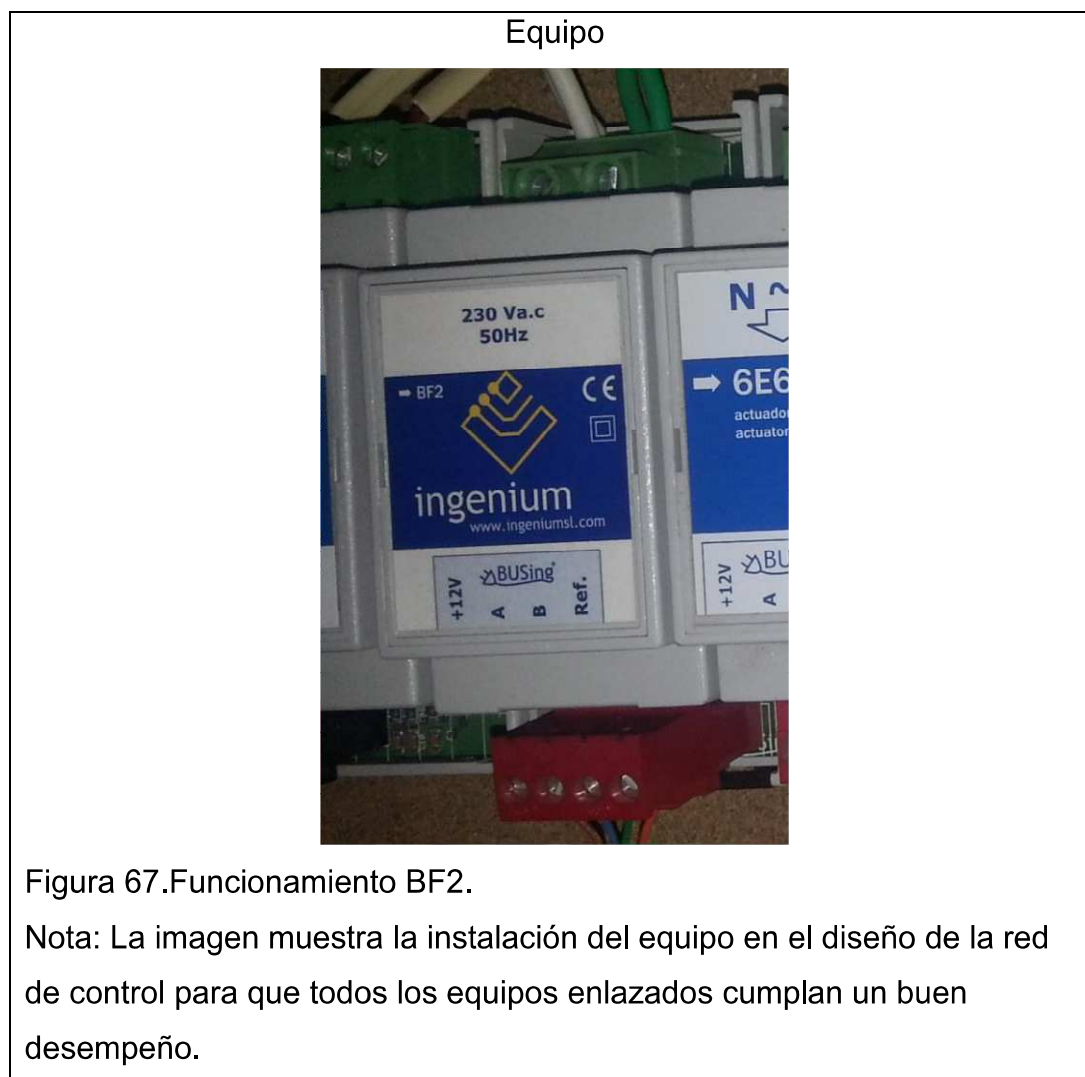 Equipo
230 Va.c
50Hz
➡ BF2
CE
ingenium
www.ingeniumsl.com
BUSing
+12V
A
B
Ref.
N ~
➡ 6E6
actuador
actuator
BU
+12V
A
Figura 67.Funcionamiento BF2.
Nota: La imagen muestra la instalación del equipo en el diseño de la red
de control para que todos los equipos enlazados cumplan un buen
desempeño.